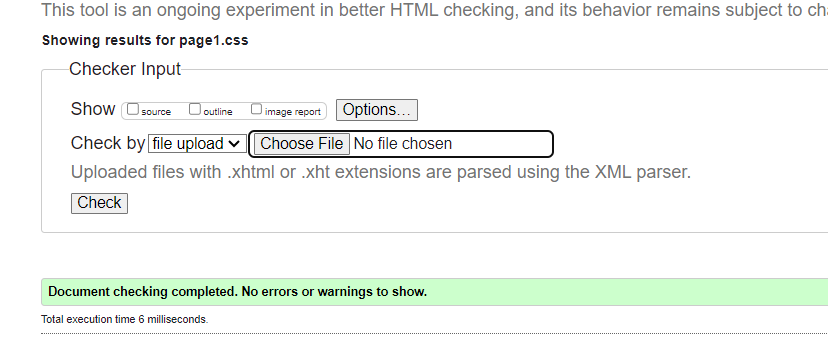 This tool is an ongoing experiment in better HTML checking, and its behavior remains subject to
Showing results for page1.css
Checker Input
Show source outline image report Options...
Check by file upload Choose File No file chosen
Uploaded files with .xhtml or .xht extensions are parsed using the XML parser.
Check
Document checking completed. No errors or warnings to show.
Total execution time 6 milliseconds.